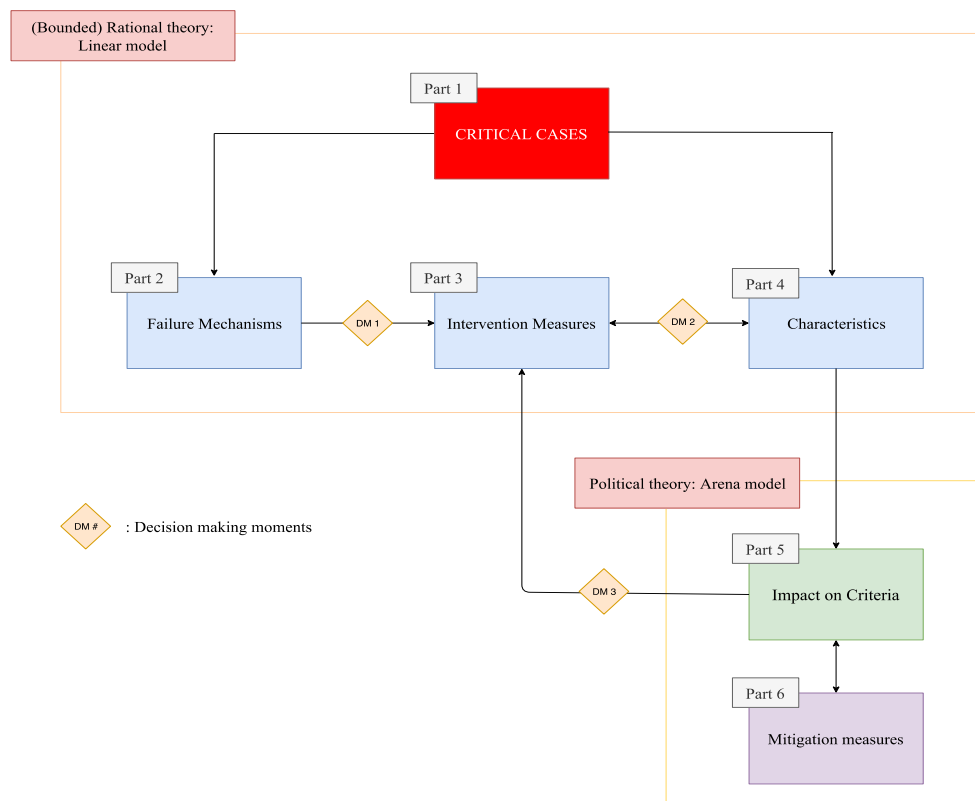 (Bounded) Rational theory:
Linear model
Part 1
CRITICAL CASES
Part 2
Failure Mechanisms
DM 1
Part 3
Intervention Measures
DM 2
Part 4
Characteristics
Political theory: Arena model
DM #
: Decision making moments
Part 5
Impact on Criteria
DM 3
Part 6
Mitigation measures